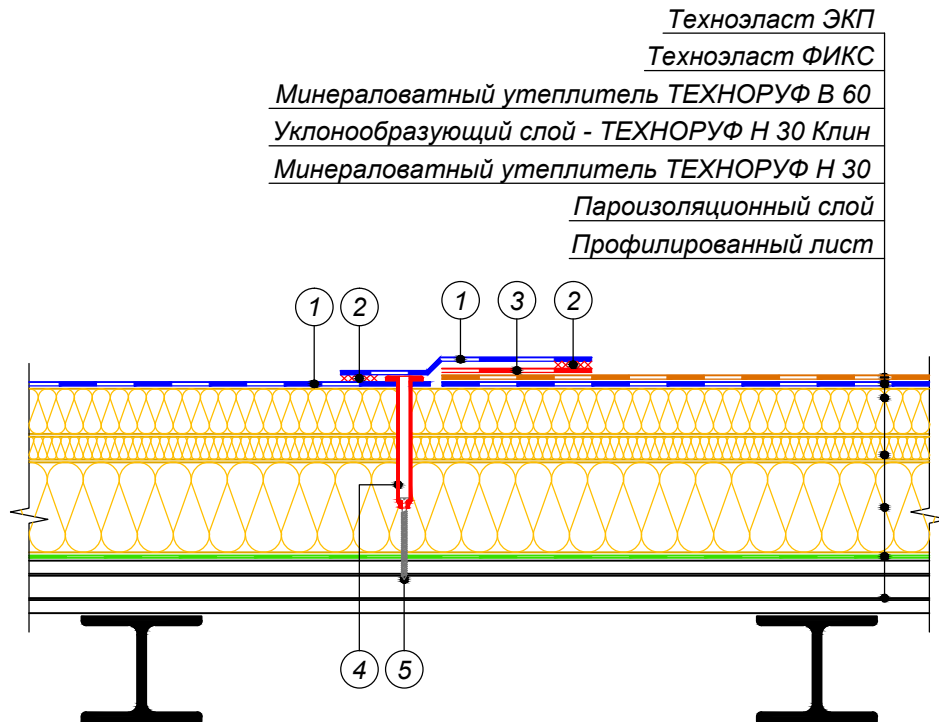 Техноэласт ЭКП
Техноэласт ФИКС
Минераловатный утеплитель ТЕХНОРУФ В 60
Уклонообразующий слой - ТЕХНОРУФ Н 30 Клин
Минераловатный утеплитель ТЕХНОРУФ Н 30
Пароизоляционный слой
Профилированный лист
1 2 1 3 2
4 5